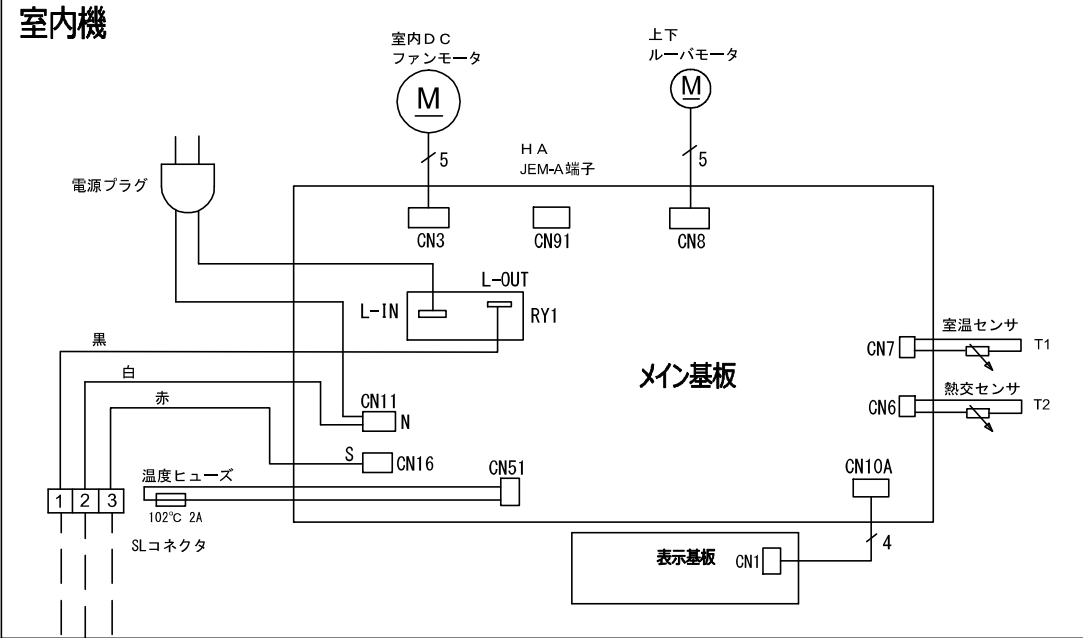 室内機
室内DC
ファンモータ
M
5
上下
ルーバモータ
M
5
HA
JEM-A端子
電源プラグ
CN3
CN91
CN8
L-OUT
L-IN
RY1
黒
白
赤
メイン基板
室温センサ
CN7
T1
熱交センサ
CN6
T2
CN11
N
S
CN16
CN51
CN10A
温度ヒューズ
102℃ 2A
1 2 3
SLコネクタ
4
表示基板
CN1